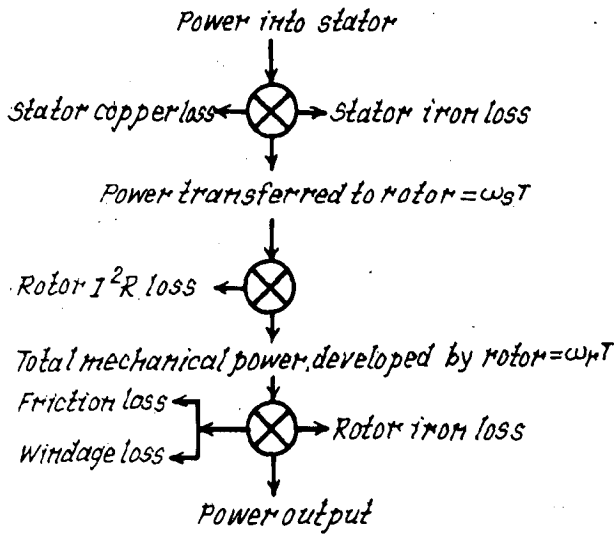 Power into stator
Stator copper loss
Stator iron loss
Power transferred to rotor=ωsT
Rotor I²R loss
Total mechanical power, developed by rotor=ωrT
Friction loss
Rotor iron loss
Windage loss
Power output